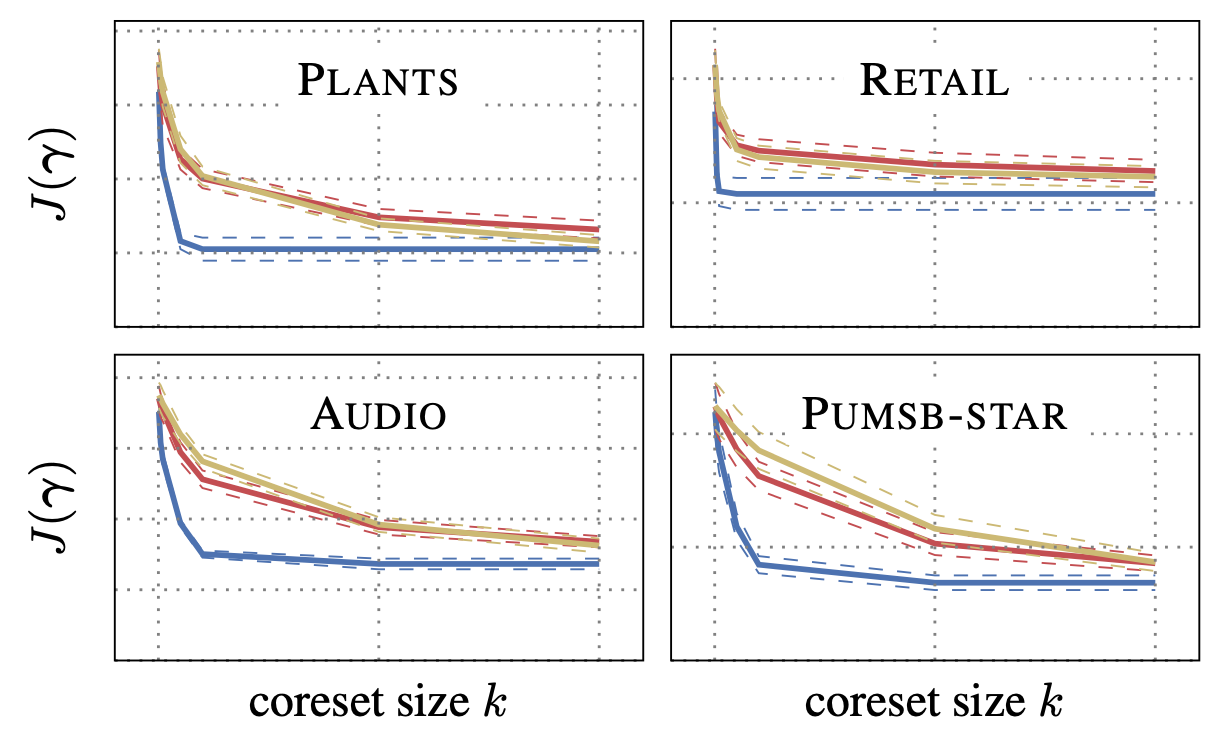 PLANTS
RETAIL
J(γ)
AUDIO
PUMSB-STAR
J(γ)
coreset size k
coreset size k